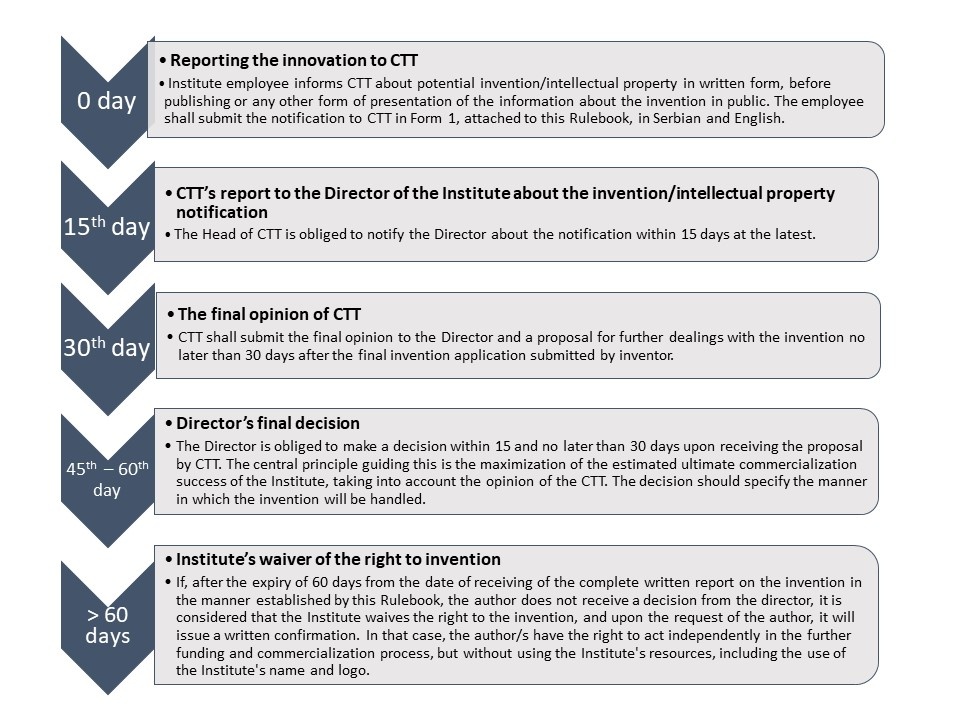 0 day
• Reporting the innovation to CTT
• Institute employee informs CTT about potential invention/intellectual property in written form, before
publishing or any other form of presentation of the information about the invention in public. The employee
shall submit the notification to CTT in Form 1, attached to this Rulebook, in Serbian and English.
15th day
• CTT's report to the Director of the Institute about the invention/intellectual property
notification
• The Head of CTT is obliged to notify the Director about the notification within 15 days at the latest.
30th day
• The final opinion of CTT
• CTT shall submit the final opinion to the Director and a proposal for further dealings with the invention no
later than 30 days after the final invention application submitted by inventor.
45th – 60th
day
• Director's final decision
• The Director is obliged to make a decision within 15 and no later than 30 days upon receiving the proposal
by CTT. The central principle guiding this is the maximization of the estimated ultimate commercialization
success of the Institute, taking into account the opinion of the CTT. The decision should specify the manner
in which the invention will be handled.
> 60
days
• Institute's waiver of the right to invention
• If, after the expiry of 60 days from the date of receiving of the complete written report on the invention in
the manner established by this Rulebook, the author does not receive a decision from the director, it is
considered that the Institute waives the right to the invention, and upon the request of the author, it will
issue a written confirmation. In that case, the author/s have the right to act independently in the further
funding and commercialization process, but without using the Institute's resources, including the use of
the Institute's name and logo.